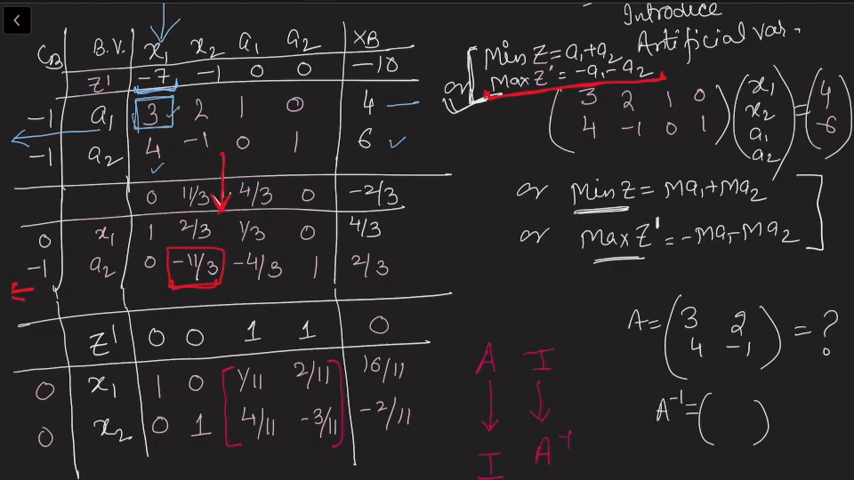 Introduce
Artificial var.
C_B B.V. x₁ x₂ a₁ a₂ X_B
Z' -7 -1 0 0 -10
-1 a₁ 3 2 1 0 4
-1 a₂ 4 -1 0 1 6
0 11/3 4/3 0 -2/3
0 x₁ 1 2/3 1/3 0 4/3
-1 a₂ 0 -11/3 -4/3 1 2/3
Z' 0 0 1 1 0
0 x₁ 1 0 1/11 2/11 16/11
0 x₂ 0 1 4/11 -3/11 -2/11
Min Z = a₁+a₂
or Max Z' = -a₁-a₂
(3 2 1 0) (x₁) = (4)
(4 -1 0 1) (x₂) (-6)
(a₁)
(a₂)
or Min Z = Ma₁+Ma₂
or Max Z' = -Ma₁-Ma₂
A = (3 2) = ?
(4 -1)
A⁻¹ = ( )
A I
I A⁻¹